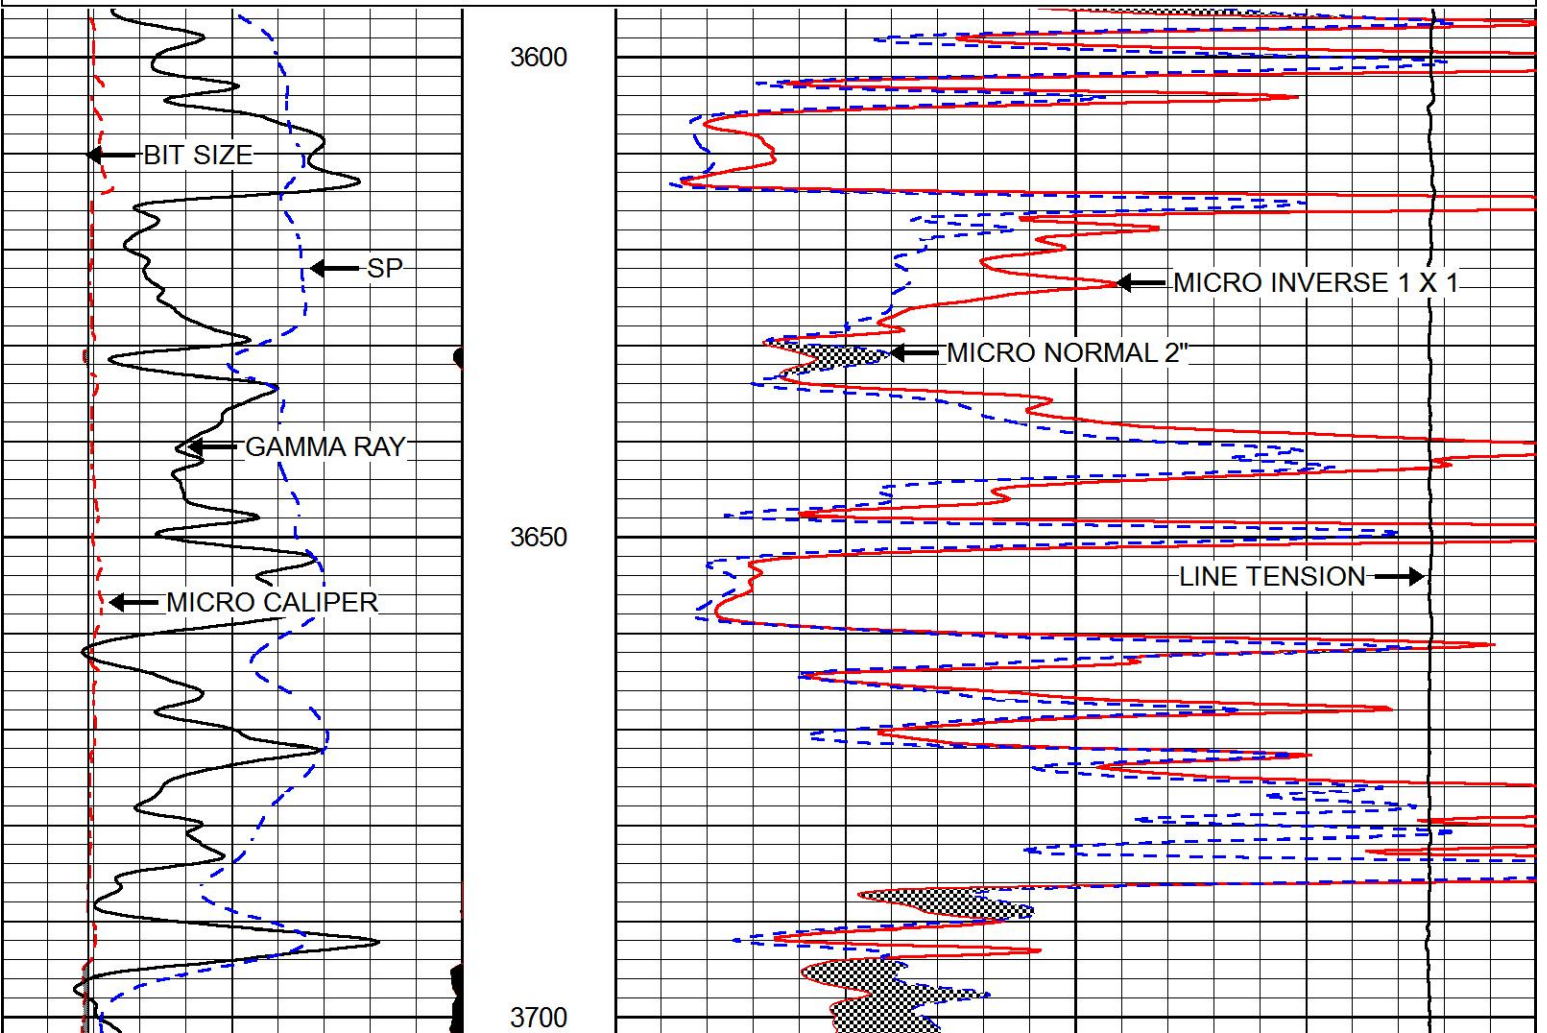 3600
BIT SIZE
SP
MICRO INVERSE 1 X 1
MICRO NORMAL 2"
GAMMA RAY
3650
LINE TENSION
MICRO CALIPER
3700